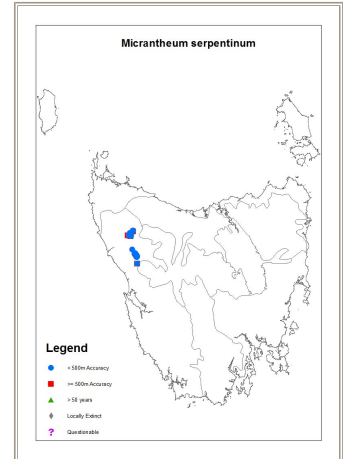 Micrantheum serpentinum
Legend
< 500m Accuracy
>= 500m Accuracy
> 50 years
Locally Extinct
? Questionable